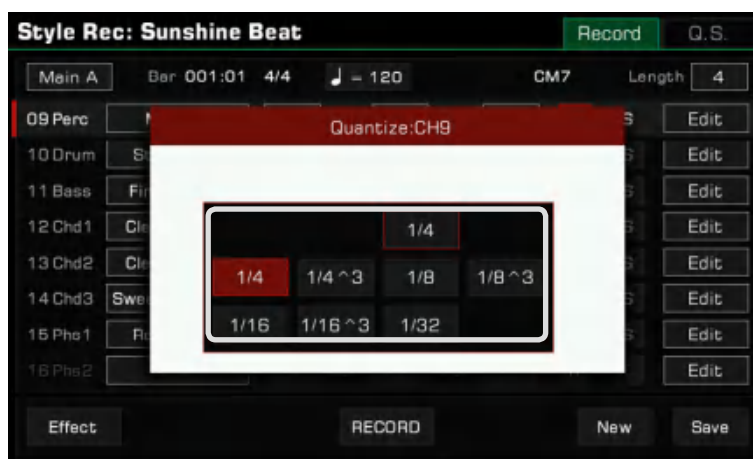 Style Rec: Sunshine Beat Record Q.S.
Main A Bar 001:01 4/4 ♩ = 120 CM7 Length 4
09 Perc Edit
Quantize:CH9
10 Drum Edit
11 Bass Edit
12 Chd1 1/4 Edit
13 Chd2 1/4 1/4^3 1/8 1/8^3 Edit
14 Chd3 Edit
15 Phs1 1/16 1/16^3 1/32 Edit
16 Phs2 Edit
Effect RECORD New Save